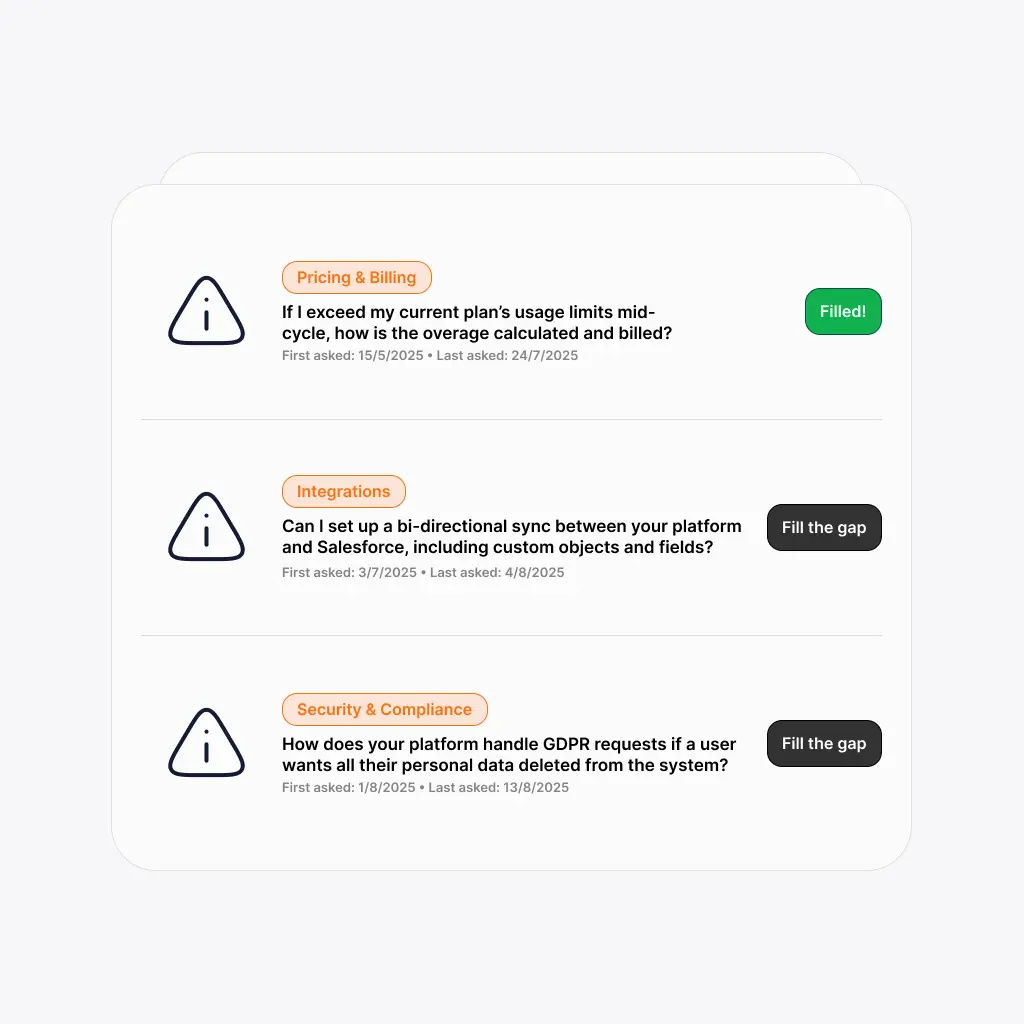 Pricing & Billing
If I exceed my current plan’s usage limits mid-
cycle, how is the overage calculated and billed?
First asked: 15/5/2025 • Last asked: 24/7/2025
Filled!
Integrations
Can I set up a bi-directional sync between your platform
and Salesforce, including custom objects and fields?
First asked: 3/7/2025 • Last asked: 4/8/2025
Fill the gap
Security & Compliance
How does your platform handle GDPR requests if a user
wants all their personal data deleted from the system?
First asked: 1/8/2025 • Last asked: 13/8/2025
Fill the gap